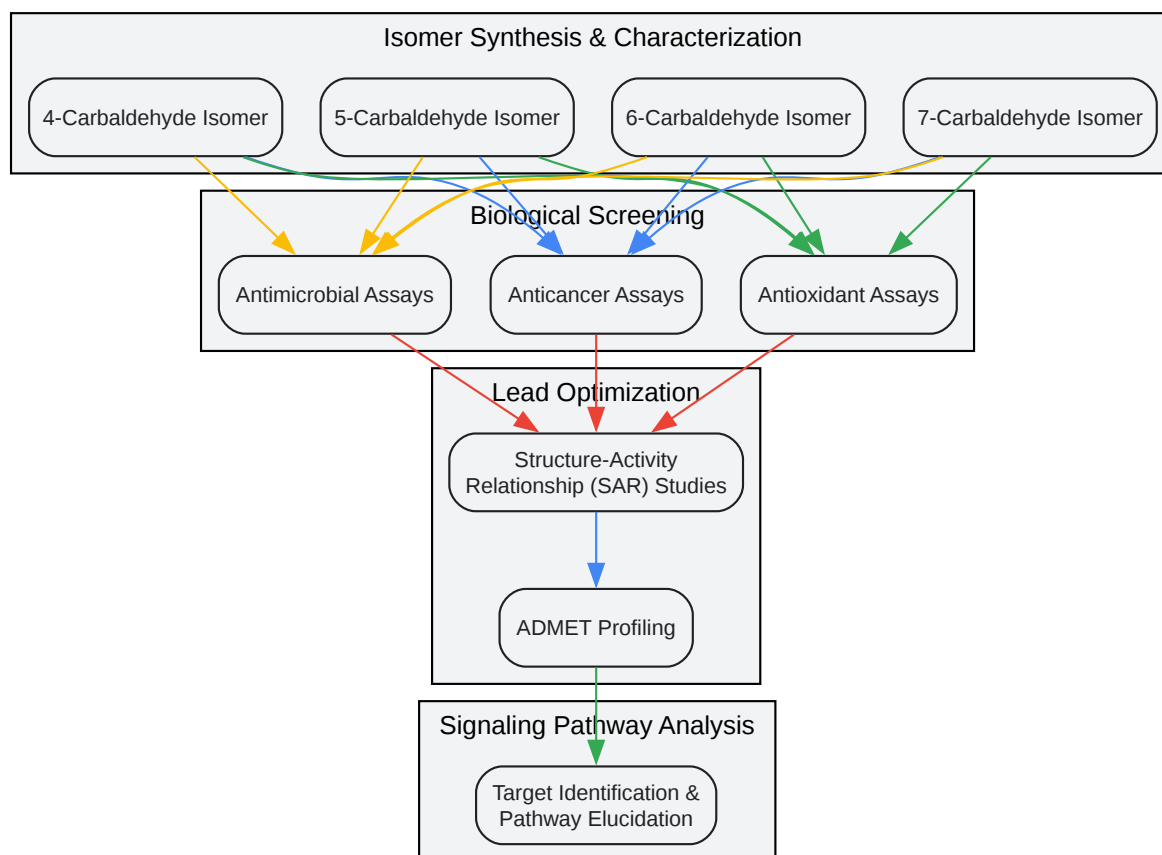 Isomer Synthesis & Characterization
4-Carbaldehyde Isomer
5-Carbaldehyde Isomer
6-Carbaldehyde Isomer
7-Carbaldehyde Isomer
Biological Screening
Antimicrobial Assays
Anticancer Assays
Antioxidant Assays
Lead Optimization
Structure-Activity
Relationship (SAR) Studies
ADMET Profiling
Signaling Pathway Analysis
Target Identification &
Pathway Elucidation